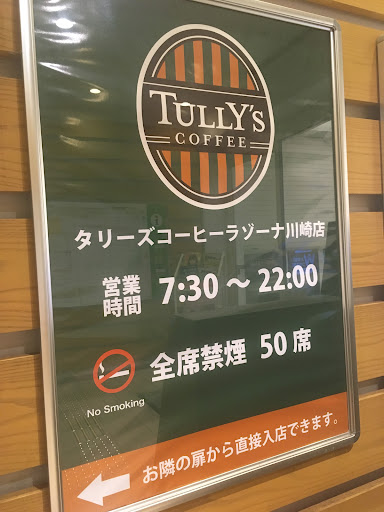 TULLY'S
COFFEE
タリーズコーヒーラゾーナ川崎店
営業時間 7:30 〜 22:00
全席禁煙 50 席
No Smoking
お隣の扉から直接入店できます。